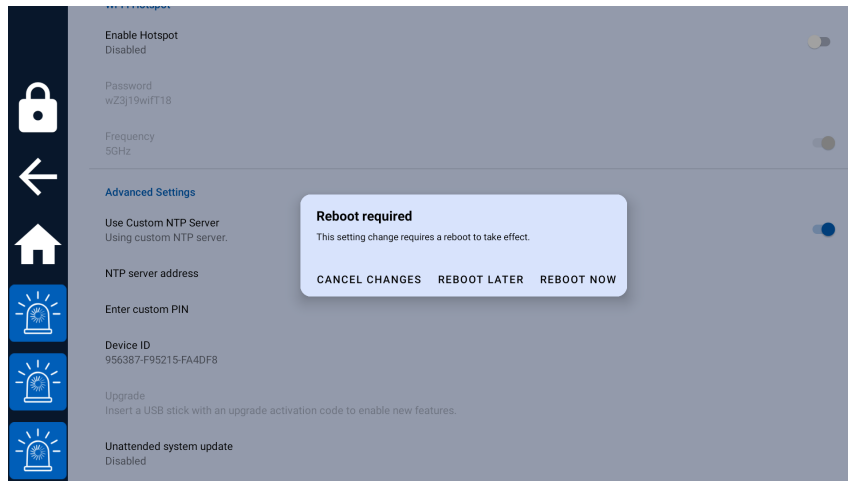 Wi-Fi Hotspot
Enable Hotspot
Disabled
Password
wZ3j19wifT18
Frequency
5GHz
Advanced Settings
Use Custom NTP Server
Using custom NTP server.
NTP server address
Enter custom PIN
Device ID
956387-F95215-FA4DF8
Upgrade
Insert a USB stick with an upgrade activation code to enable new features.
Unattended system update
Disabled
Reboot required
This setting change requires a reboot to take effect.
CANCEL CHANGES REBOOT LATER REBOOT NOW